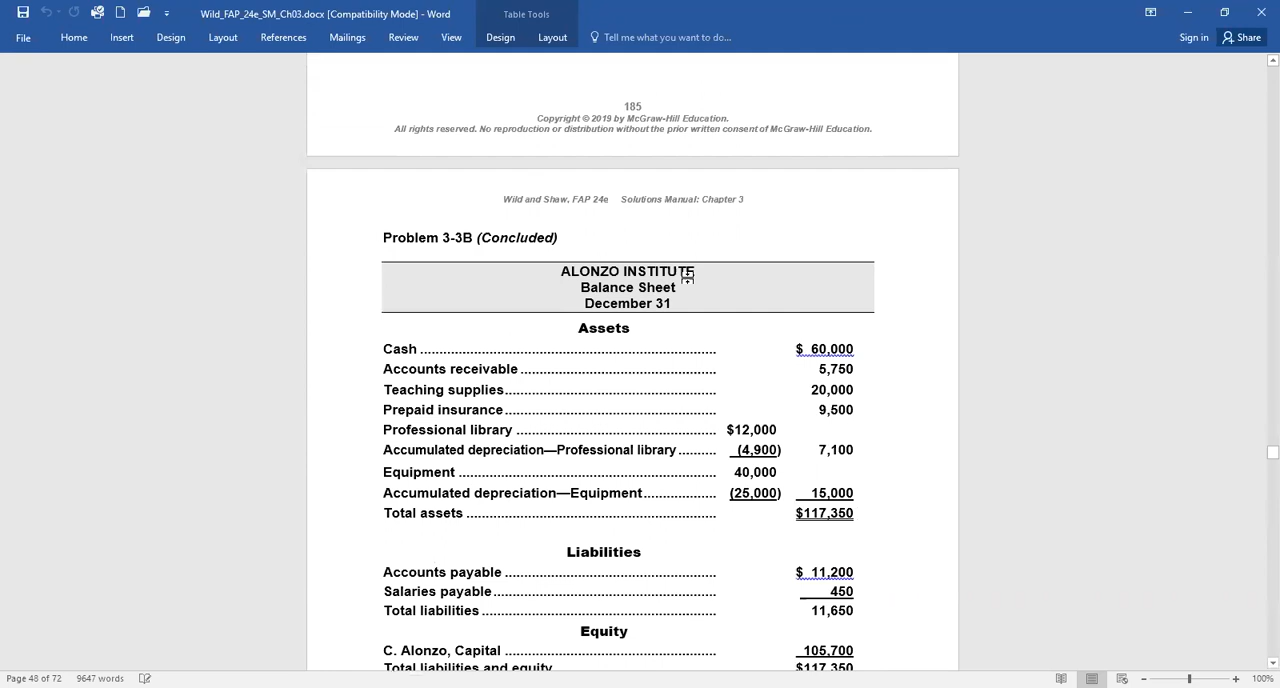 Wild_FAP_24e_SM_Ch03.docx [Compatibility Mode] - Word
Table Tools
File Home Insert Design Layout References Mailings Review View Design Layout Tell me what you want to do... Sign in Share
185
Copyright © 2019 by McGraw-Hill Education.
All rights reserved. No reproduction or distribution without the prior written consent of McGraw-Hill Education.
Wild and Shaw, FAP 24e Solutions Manual: Chapter 3
Problem 3-3B (Concluded)
ALONZO INSTITUTE
Balance Sheet
December 31
Assets
Cash ........ $ 60,000
Accounts receivable ........ 5,750
Teaching supplies ........ 20,000
Prepaid insurance ........ 9,500
Professional library ........ $12,000
Accumulated depreciation—Professional library ........ (4,900) 7,100
Equipment ........ 40,000
Accumulated depreciation—Equipment ........ (25,000) 15,000
Total assets ........ $117,350
Liabilities
Accounts payable ........ $ 11,200
Salaries payable ........ 450
Total liabilities ........ 11,650
Equity
C. Alonzo, Capital ........ 105,700
Total liabilities and equity ........ $117,350
Page 48 of 72 9647 words 100%